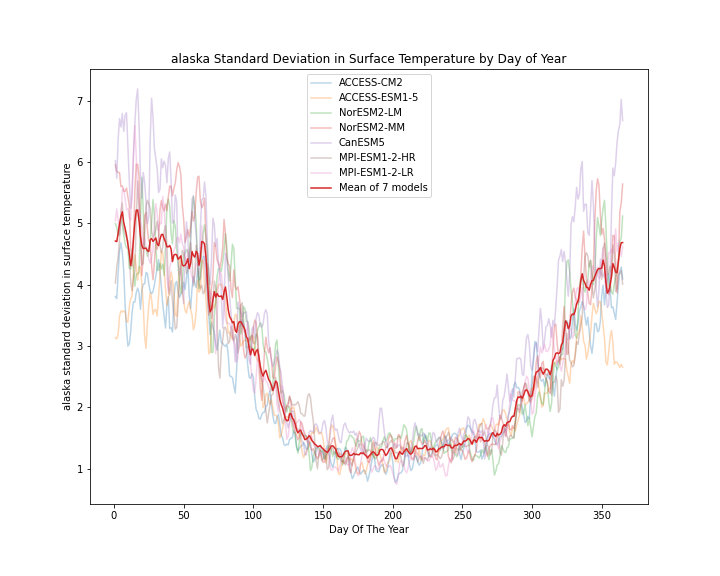 alaska Standard Deviation in Surface Temperature by Day of Year
ACCESS-CM2
ACCESS-ESM1-5
NorESM2-LM
NorESM2-MM
CanESM5
MPI-ESM1-2-HR
MPI-ESM1-2-LR
Mean of 7 models
alaska standard deviation in surface temperature
7
6
5
4
3
2
1
0 50 100 150 200 250 300 350
Day Of The Year